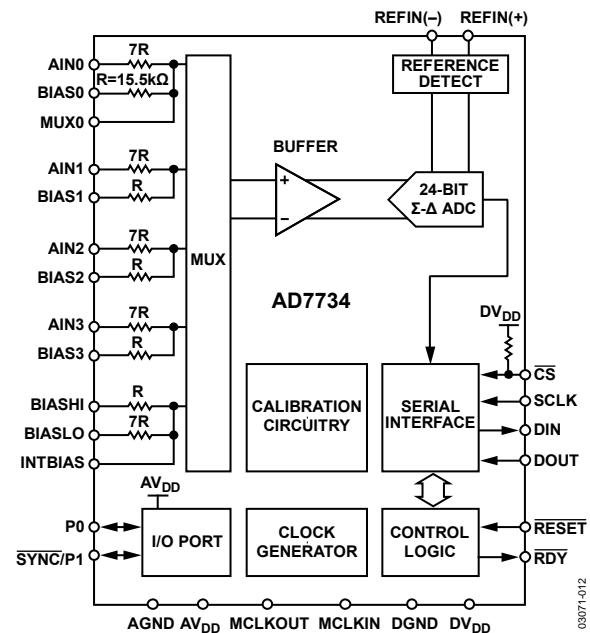 REFIN(–) REFIN(+)
AIN0
7R
R=15.5kΩ
BIAS0
MUX0
REFERENCE
DETECT
BUFFER
AIN1
7R
BIAS1
R
+
–
24-BIT
Σ-Δ ADC
AIN2
7R
BIAS2
R
MUX
AD7734
AIN3
7R
BIAS3
R
DVDD
CS
BIASHI
R
BIASLO
7R
INTBIAS
CALIBRATION
CIRCUITRY
SERIAL
INTERFACE
SCLK
DIN
DOUT
AVDD
P0
SYNC/P1
I/O PORT
CLOCK
GENERATOR
CONTROL
LOGIC
RESET
RDY
AGND AVDD MCLKOUT MCLKIN DGND DVDD
03071-012